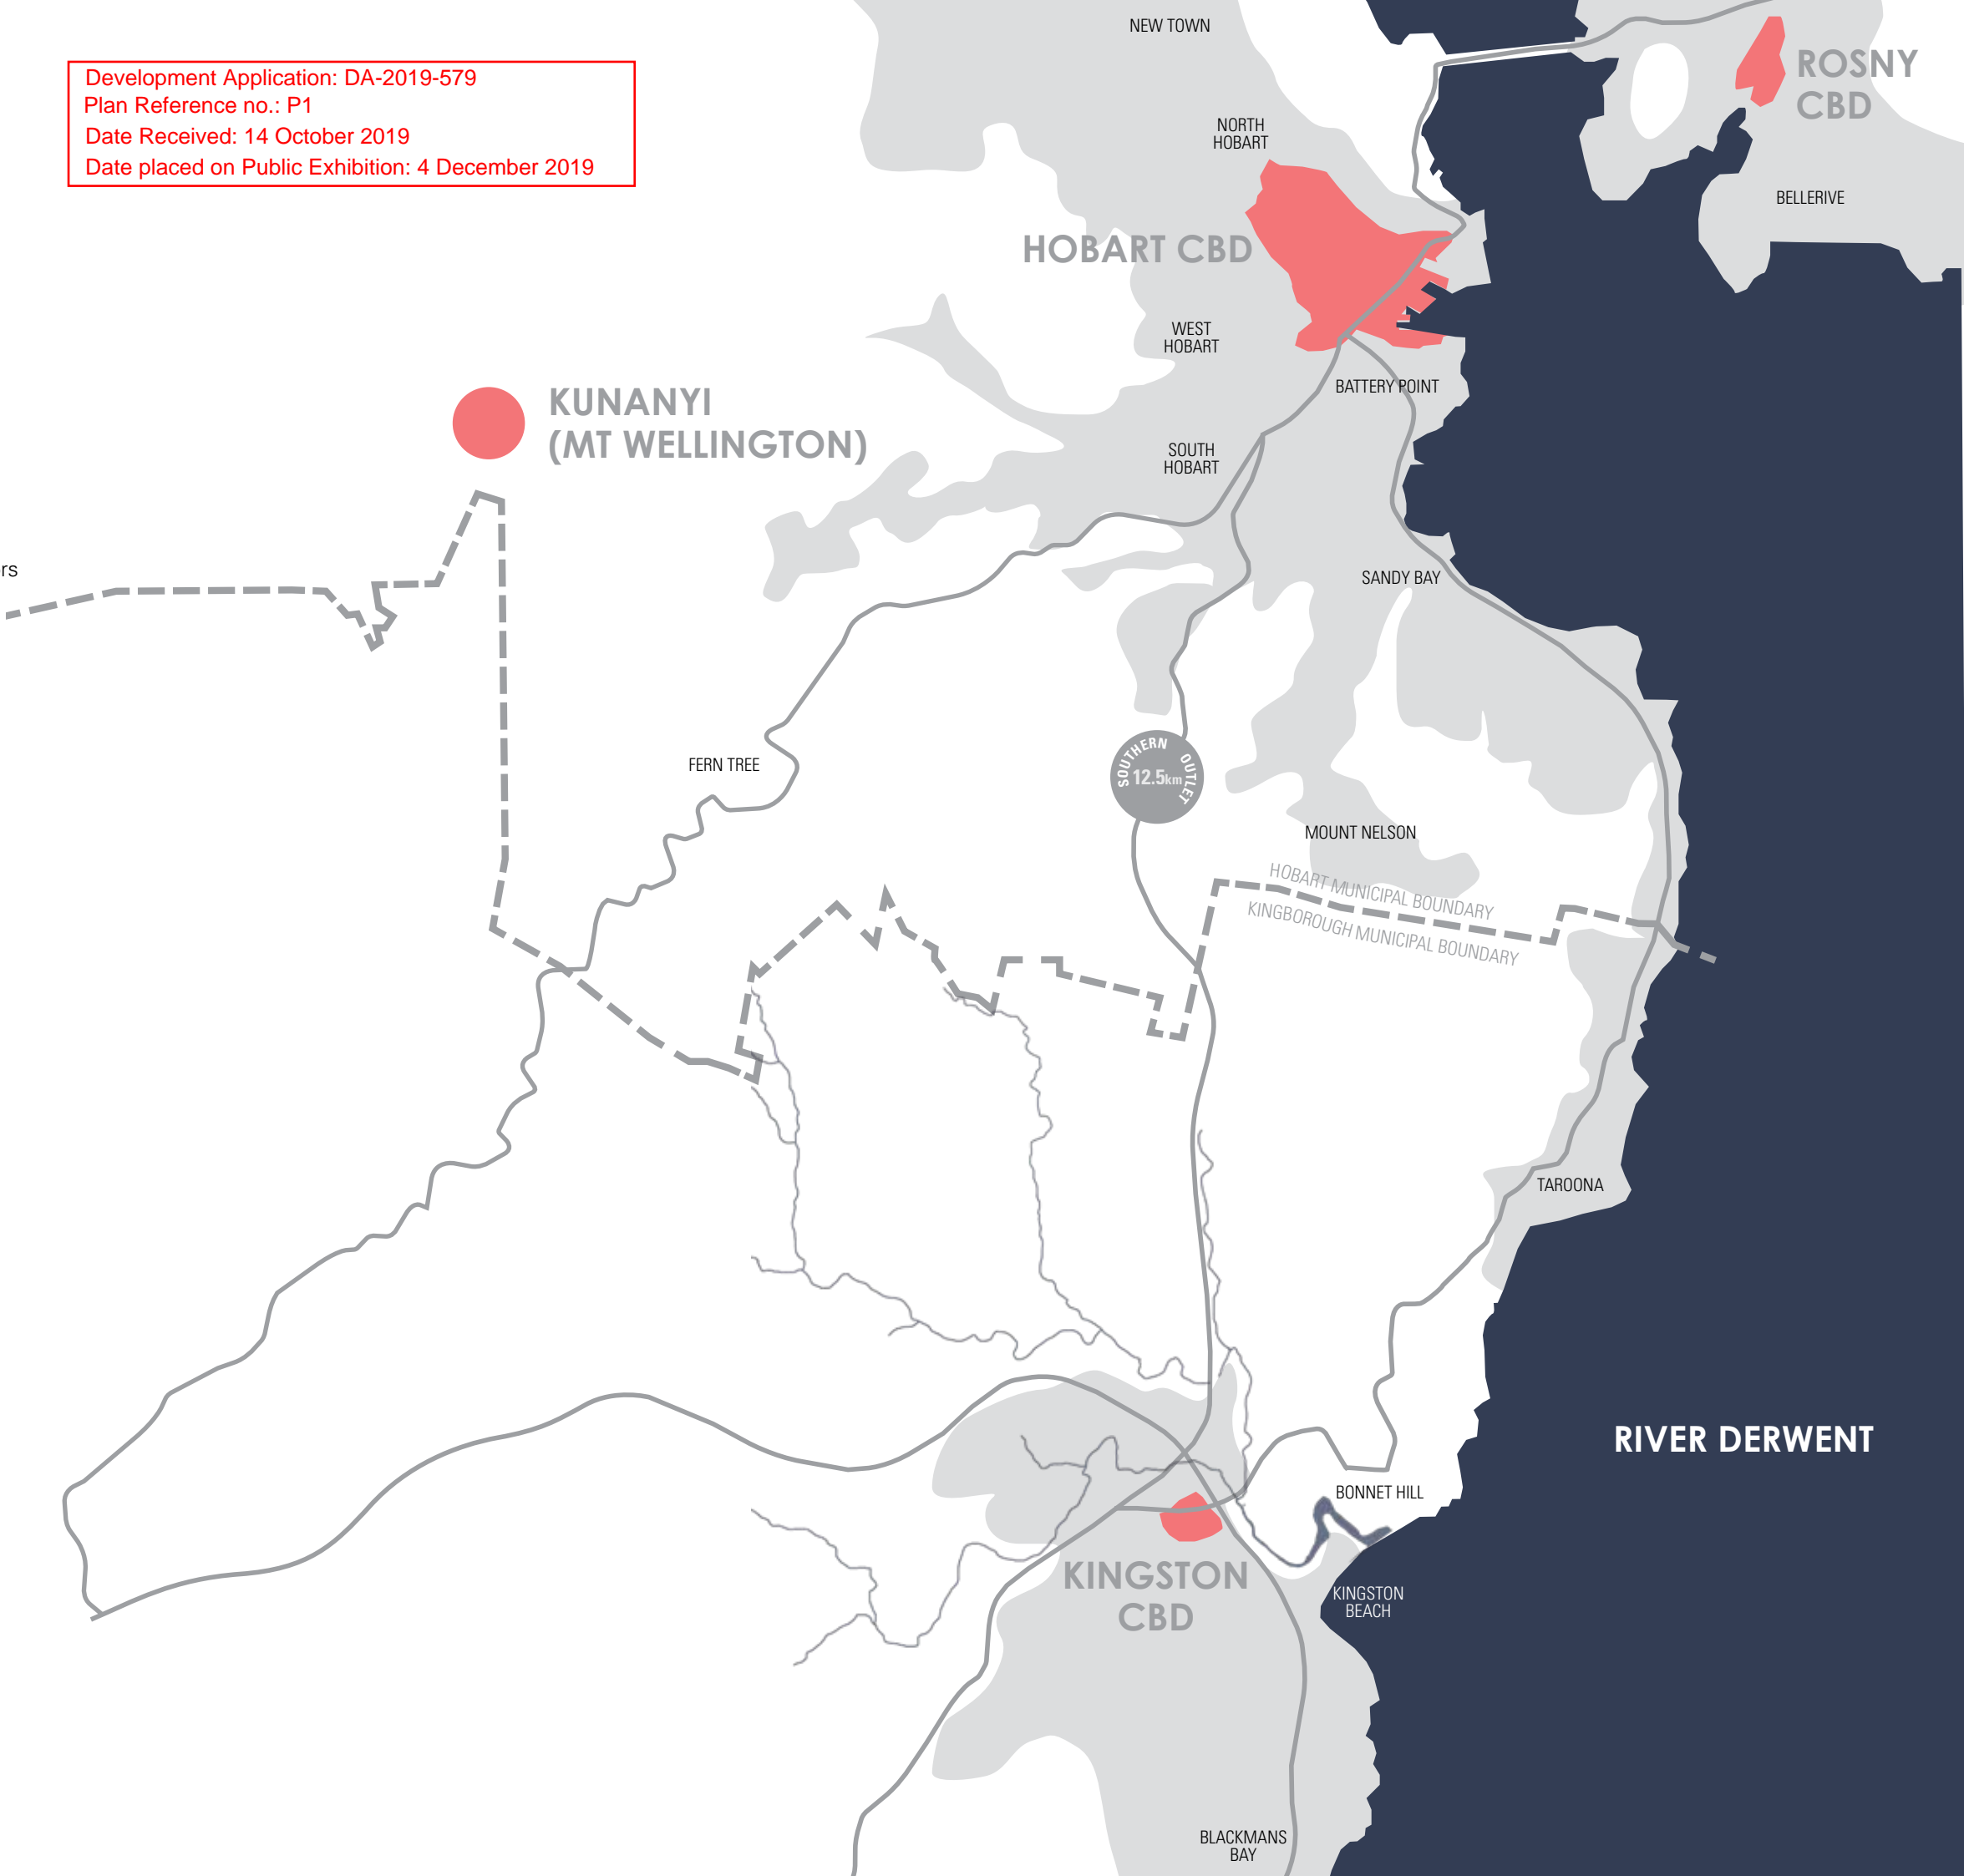 Development Application: DA-2019-579
Plan Reference no.: P1
Date Received: 14 October 2019
Date placed on Public Exhibition: 4 December 2019
NEW TOWN
ROSNY
CBD
NORTH
HOBART
BELLERIVE
HOBART CBD
WEST
HOBART
BATTERY POINT
KUNANYI
(MT WELLINGTON)
SOUTH
HOBART
rs
SANDY BAY
FERN TREE
SOUTHERN OUTLET
12.5km
MOUNT NELSON
HOBART MUNICIPAL BOUNDARY
KINGBOROUGH MUNICIPAL BOUNDARY
TAROONA
RIVER DERWENT
BONNET HILL
KINGSTON
CBD
KINGSTON
BEACH
BLACKMANS
BAY